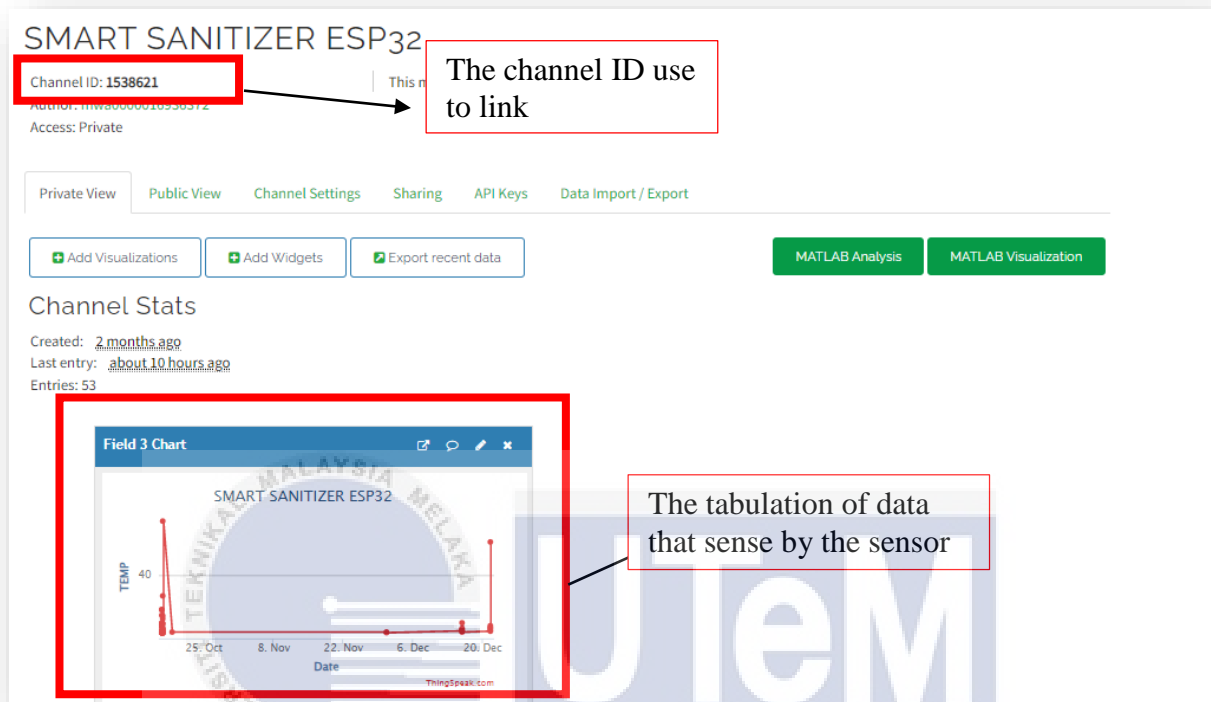 SMART SANITIZER ESP32
Channel ID: 1538621
This
The channel ID use
to link
Access: Private
Private View Public View Channel Settings Sharing API Keys Data Import / Export
Add Visualizations Add Widgets Export recent data MATLAB Analysis MATLAB Visualization
Channel Stats
Created: 2 months ago
Last entry: about 10 hours ago
Entries: 53
Field 3 Chart
SMART SANITIZER ESP32
TEMP
40
25. Oct 8. Nov 22. Nov 6. Dec 20. Dec
Date
ThingSpeak.com
The tabulation of data
that sense by the sensor
TEKNIKAL MALAYSIA MELAKA
UTeM